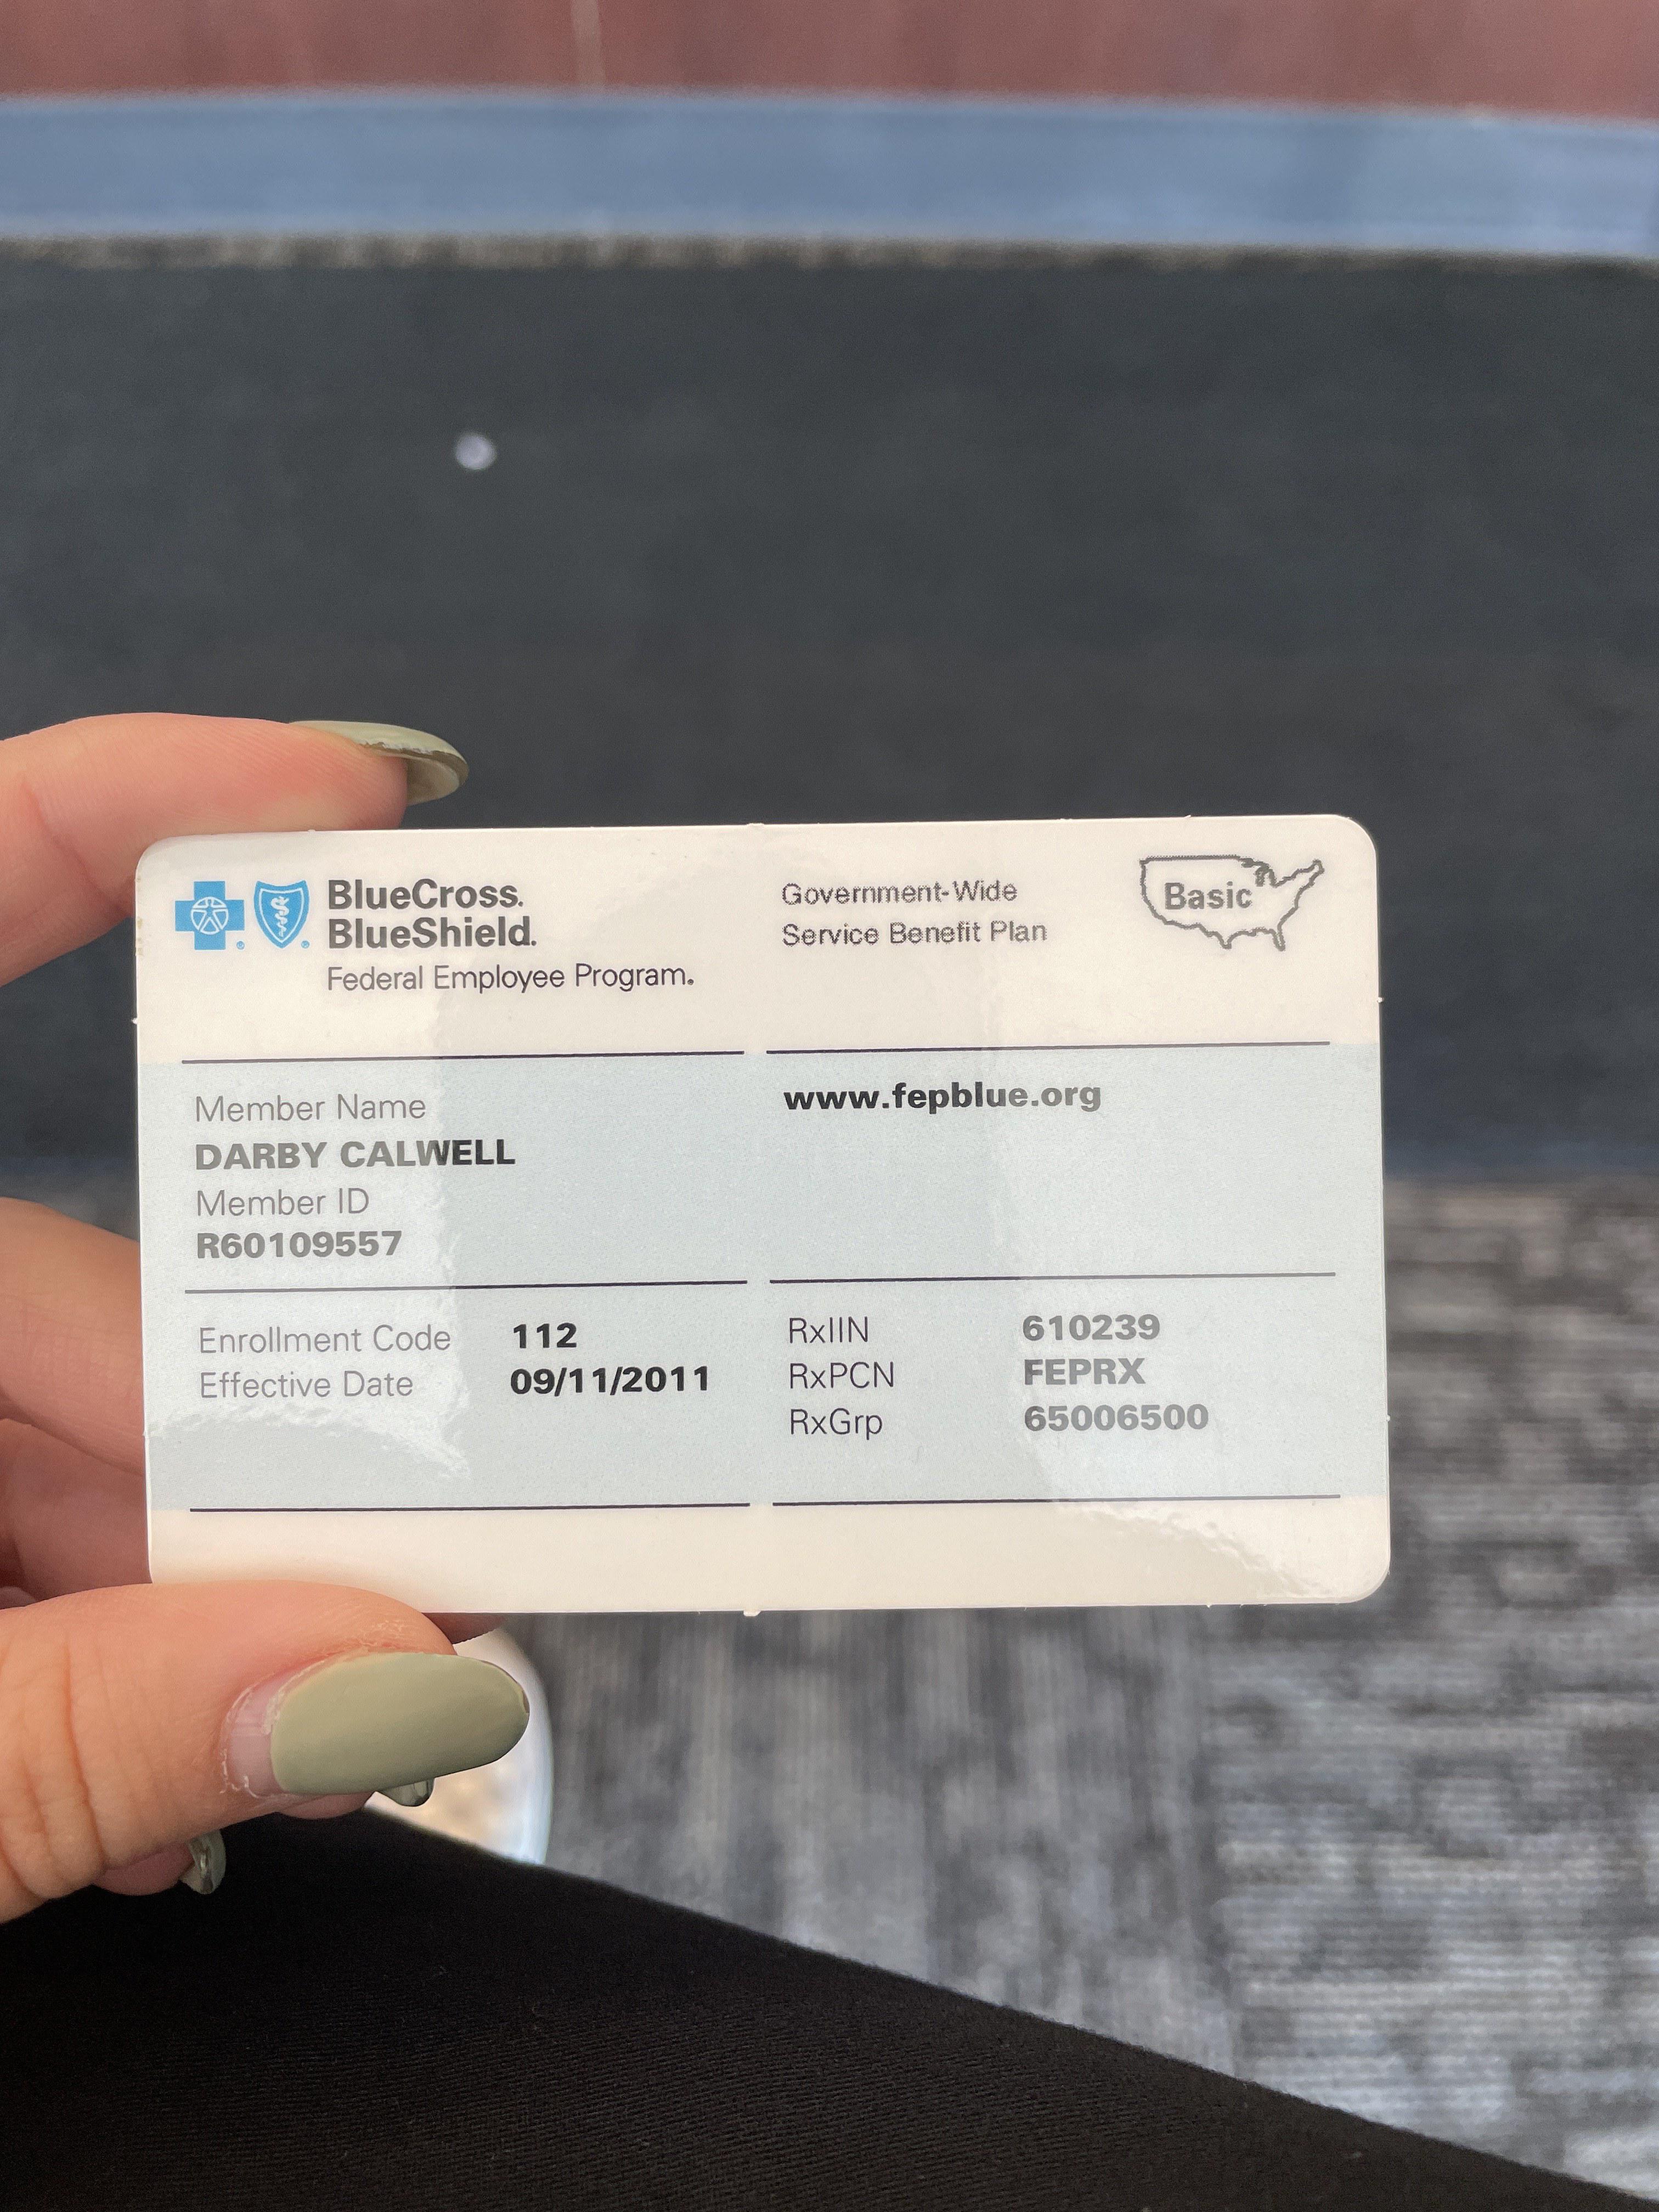 BlueCross.
BlueShield.
Federal Employee Program.
Government-Wide
Service Benefit Plan
Basic
Member Name
DARBY CALWELL
Member ID
R60109557
www.fepblue.org
Enrollment Code 112
Effective Date 09/11/2011
RxIIN 610239
RxPCN FEPRX
RxGrp 65006500